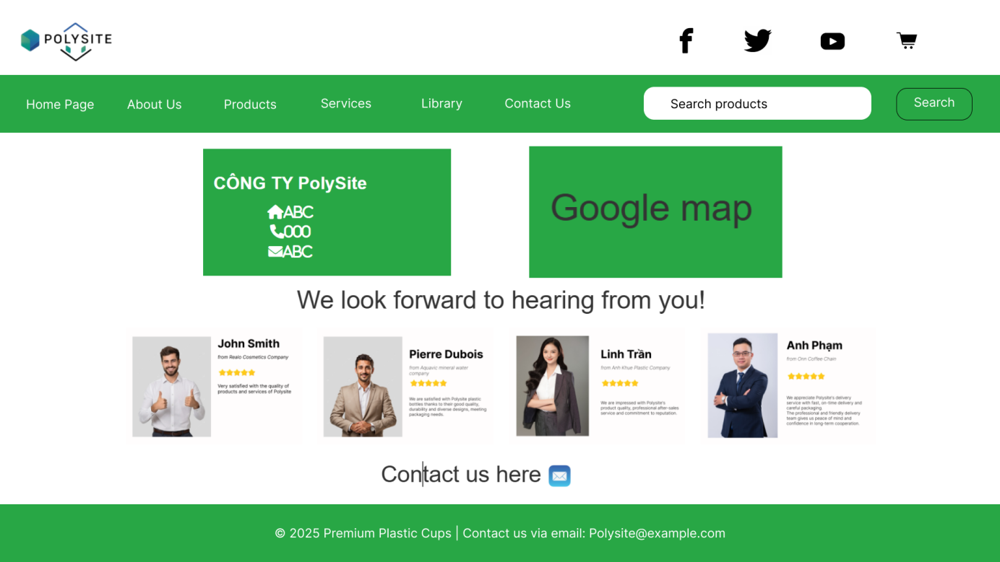 POLYSITE
Home Page
About Us
Products
Services
Library
Contact Us
Search products
Search
CÔNG TY PolySite
ABC
000
ABC
Google map
We look forward to hearing from you!
John Smith
from Realo Cosmetics Company
Very satisfied with the quality of
products and services of Polysite
Pierre Dubois
from Aquavic mineral water
company
We are satisfied with Polysite plastic
bottles thanks to their good quality,
durability and diverse designs, meeting
packaging needs.
Linh Trần
from Anh Khue Plastic Company
We are impressed with Polysite's
product quality, professional after-sales
service and commitment to reputation.
Anh Phạm
from Onn Coffee Chain
We appreciate Polysite's delivery
service with fast, on-time delivery and
careful packaging.
The professional and friendly delivery
team gives us peace of mind and
confidence in long-term cooperation.
Contact us here
© 2025 Premium Plastic Cups | Contact us via email: Polysite@example.com